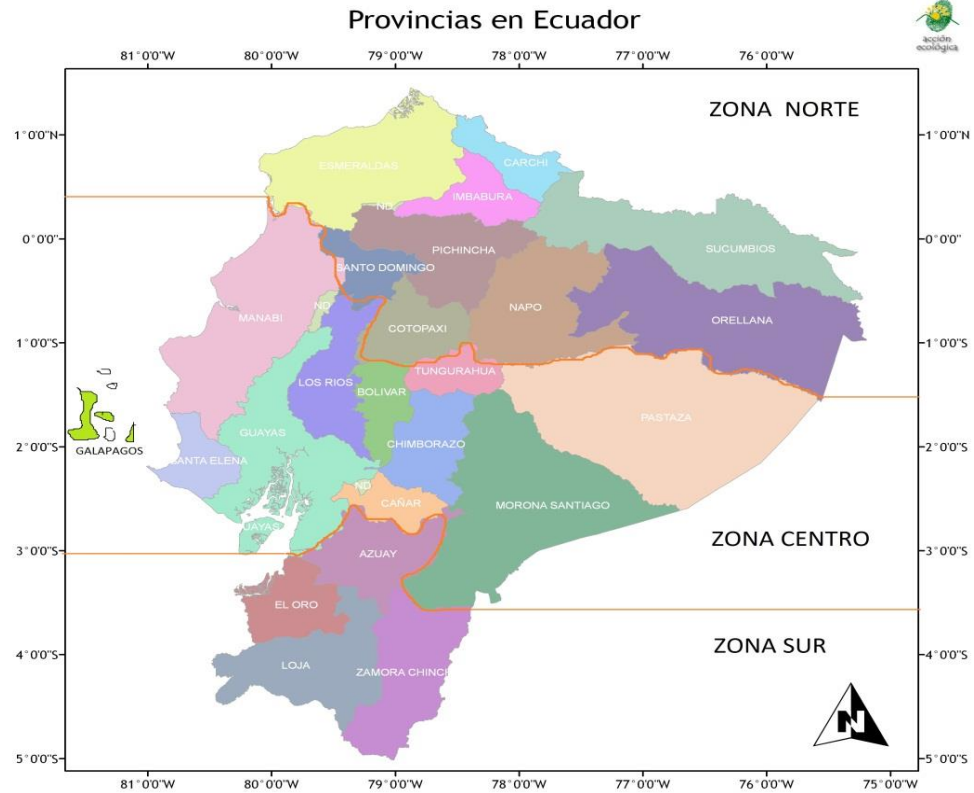 Provincias en Ecuador
acción
ecológica
81°0'0"W 80°0'0"W 79°0'0"W 78°0'0"W 77°0'0"W 76°0'0"W
ZONA NORTE
1°0'0"N
1°0'0"N
ESMERALDAS
CARCHI
IMBABURA
ND
0°0'0"
0°0'0"
PICHINCHA
SUCUMBIOS
SANTO DOMINGO
NAPO
ND
MANABI
COTOPAXI
ORELLANA
1°0'0"S
1°0'0"S
TUNGURAHUA
LOS RIOS
BOLIVAR
PASTAZA
GUAYAS
CHIMBORAZO
GALAPAGOS
2°0'0"S
2°0'0"S
SANTA ELENA
ND
CAÑAR
MORONA SANTIAGO
UAYAS
ZONA CENTRO
3°0'0"S
3°0'0"S
AZUAY
EL ORO
ZONA SUR
4°0'0"S
4°0'0"S
LOJA
ZAMORA CHINCI
N
5°0'0"S
5°0'0"S
81°0'0"W 80°0'0"W 79°0'0"W 78°0'0"W 77°0'0"W 76°0'0"W 75°0'0"W